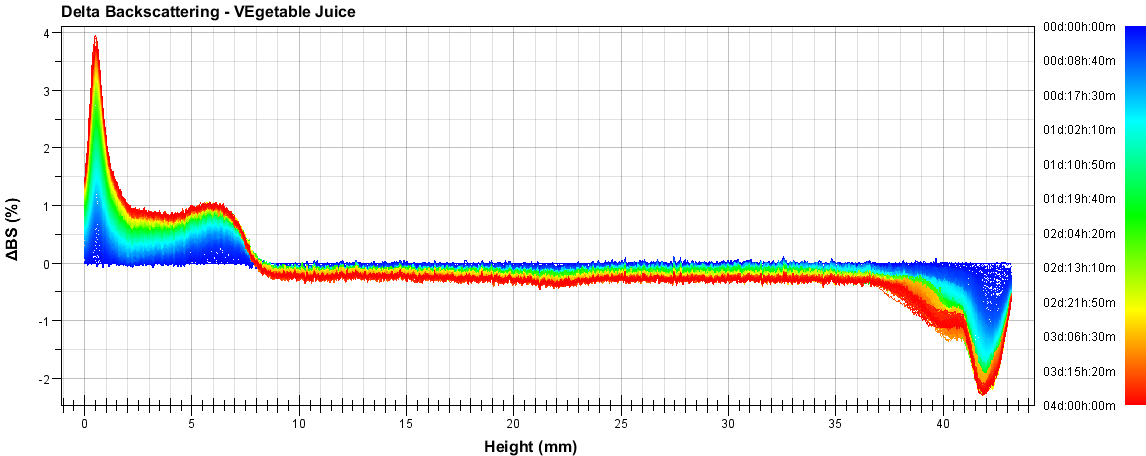 Delta Backscattering - VEgetable Juice
4
3
2
1
0
-1
-2
ΔBS (%)
0 5 10 15 20 25 30 35 40
Height (mm)
00d:00h:00m
00d:08h:40m
00d:17h:30m
01d:02h:10m
01d:10h:50m
01d:19h:40m
02d:04h:20m
02d:13h:10m
02d:21h:50m
03d:06h:30m
03d:15h:20m
04d:00h:00m